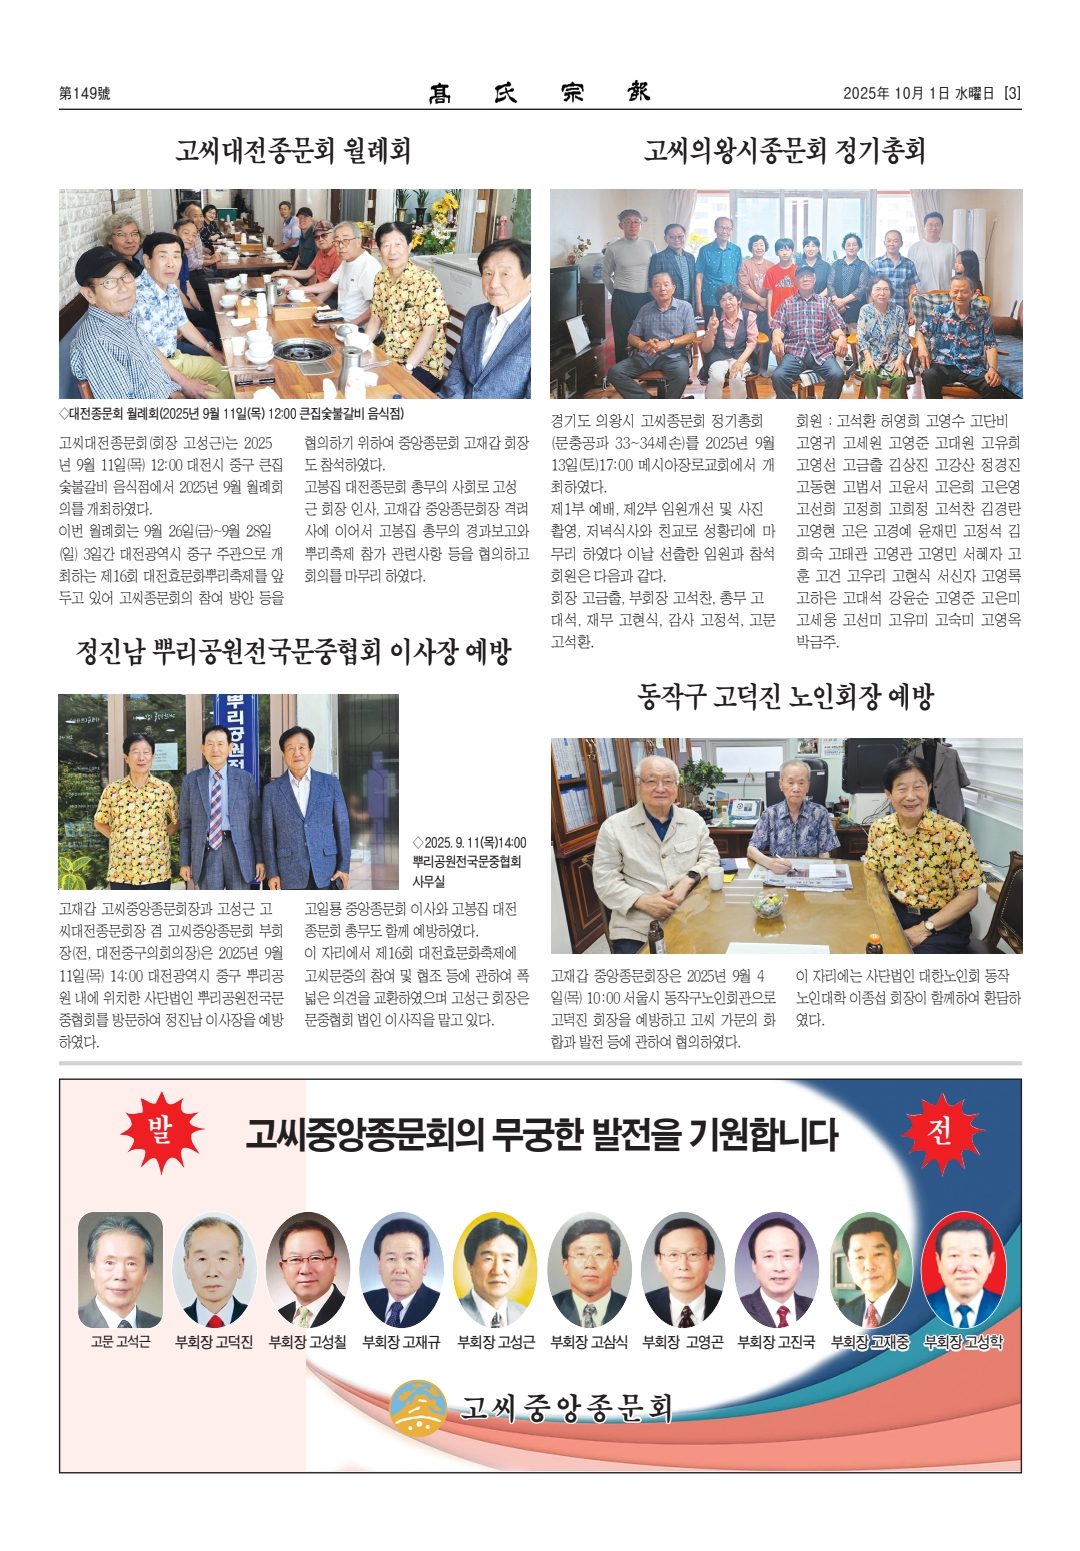 第149號
髙氏宗報
2025年 10月 1日 水曜日 [3]
고씨대전종문회 월례회
◇대전종문회 월례회(2025년 9월 11일(목) 12:00 큰집숯불갈비 음식점)
고씨대전종문회(회장 고성근)는 2025
년 9월 11일(목) 12:00 대전시 중구 큰집
숯불갈비 음식점에서 2025년 9월 월례회
의를 개최하였다.
이번 월례회는 9월 26일(금)~9월 28일
(일) 3일간 대전광역시 중구 주관으로 개
최하는 제16회 대전효문화뿌리축제를 앞
두고 있어 고씨종문회의 참여 방안 등을
협의하기 위하여 중앙종문회 고재갑 회장
도 참석하였다.
고봉집 대전종문회 총무의 사회로 고성
근 회장 인사, 고재갑 중앙종문회장 격려
사에 이어서 고봉집 총무의 경과보고와
뿌리축제 참가 관련사항 등을 협의하고
회의를 마무리 하였다.
고씨의왕시종문회 정기총회
경기도 의왕시 고씨종문회 정기총회
(문충공파 33~34세손)를 2025년 9월
13일(토)17:00 메시아장로교회에서 개
최하였다.
제1부 예배, 제2부 임원개선 및 사진
촬영, 저녁식사와 친교로 성황리에 마
무리 하였다 이날 선출한 임원과 참석
회원은 다음과 같다.
회장 고금출, 부회장 고석찬, 총무 고
대석, 재무 고현식, 감사 고정석, 고문
고석환.
회원 : 고석환 허영희 고영수 고단비
고영귀 고세원 고영준 고대원 고유희
고영선 고금출 김상진 고강산 정경진
고동현 고범서 고윤서 고은희 고은영
고선희 고정희 고희정 고석찬 김경란
고영현 고은 고경예 윤재민 고정석 김
희숙 고태관 고영관 고영민 서혜자 고
훈 고건 고우리 고현식 서신자 고영록
고하은 고대석 강윤순 고영준 고은미
고세웅 고선미 고유미 고숙미 고영옥
박금주.
정진남 뿌리공원전국문중협회 이사장 예방
뿌리공원전
◇2025. 9. 11(목)14:00
뿌리공원전국문중협회
사무실
고재갑 고씨중앙종문회장과 고성근 고
씨대전종문회장 겸 고씨중앙종문회 부회
장(전, 대전중구의회의장)은 2025년 9월
11일(목) 14:00 대전광역시 중구 뿌리공
원 내에 위치한 사단법인 뿌리공원전국문
중협회를 방문하여 정진남 이사장을 예방
하였다.
고일룡 중앙종문회 이사와 고봉집 대전
종문회 총무도 함께 예방하였다.
이 자리에서 제16회 대전효문화축제에
고씨문중의 참여 및 협조 등에 관하여 폭
넓은 의견을 교환하였으며 고성근 회장은
문중협회 법인 이사직을 맡고 있다.
동작구 고덕진 노인회장 예방
고재갑 중앙종문회장은 2025년 9월 4
일(목) 10:00 서울시 동작구노인회관으로
고덕진 회장을 예방하고 고씨 가문의 화
합과 발전 등에 관하여 협의하였다.
이 자리에는 사단법인 대한노인회 동작
노인대학 이종섭 회장이 함께하여 환담하
였다.
발
고씨중앙종문회의 무궁한 발전을 기원합니다
전
고문 고석근
부회장 고덕진
부회장 고성칠
부회장 고재규
부회장 고성근
부회장 고삼식
부회장 고영곤
부회장 고진국
부회장 고재중
부회장 고성학
고씨중앙종문회